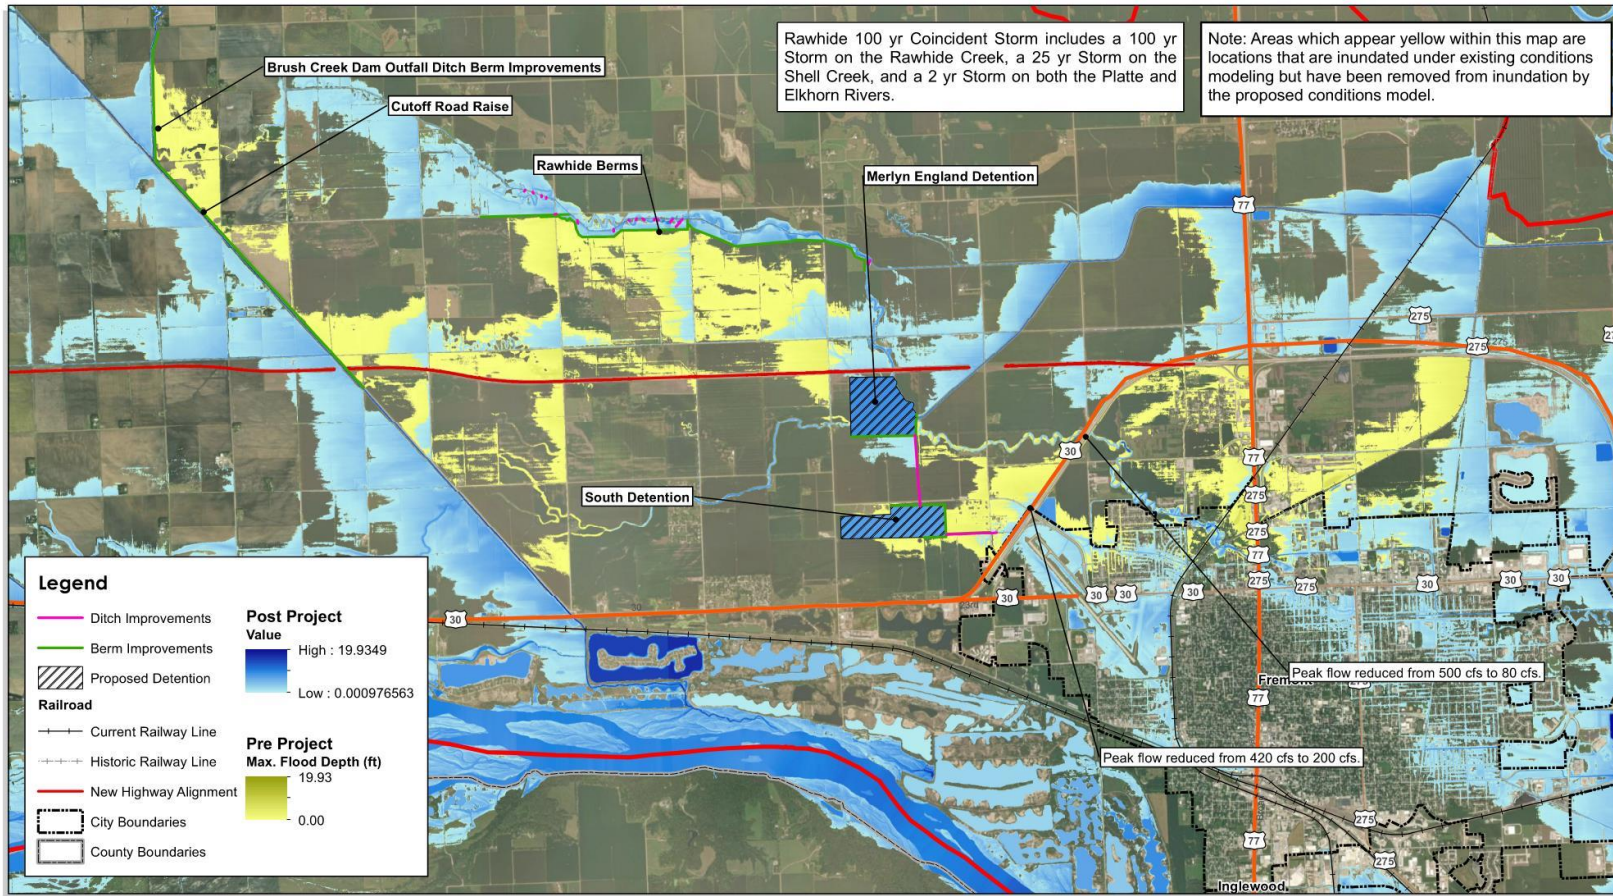 Rawhide 100 yr Coincident Storm includes a 100 yr
Storm on the Rawhide Creek, a 25 yr Storm on the
Shell Creek, and a 2 yr Storm on both the Platte and
Elkhorn Rivers.
Note: Areas which appear yellow within this map are
locations that are inundated under existing conditions
modeling but have been removed from inundation by
the proposed conditions model.
Brush Creek Dam Outfall Ditch Berm Improvements
Cutoff Road Raise
Rawhide Berms
Merlyn England Detention
77
275
275
275
30
77
275
South Detention
275
77
275
275
30
30
30
30
30
30
30
30
30
Peak flow reduced from 500 cfs to 80 cfs.
Fremont
77
Peak flow reduced from 420 cfs to 200 cfs.
275
77
275
Inglewood
Legend
Ditch Improvements
Berm Improvements
Proposed Detention
Railroad
Current Railway Line
Historic Railway Line
New Highway Alignment
City Boundaries
County Boundaries
Post Project
Value
High : 19.9349
Low : 0.000976563
Pre Project
Max. Flood Depth (ft)
19.93
0.00